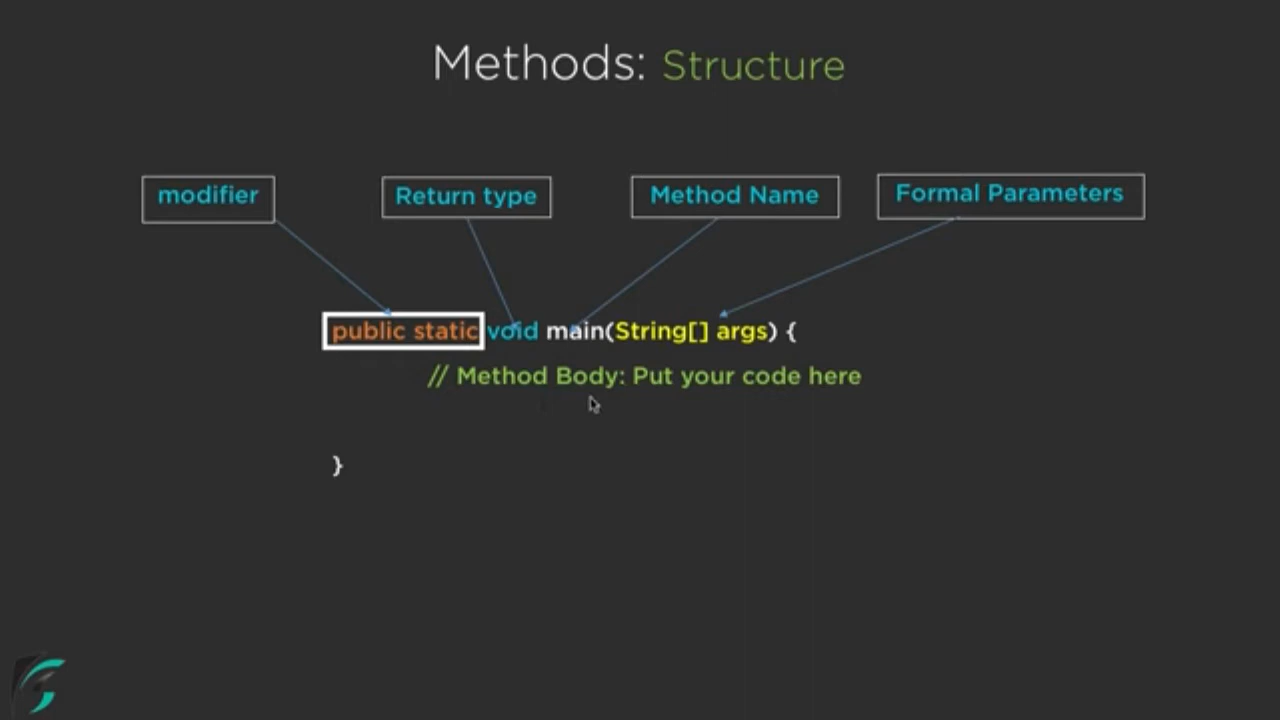 Methods: Structure
modifier
Return type
Method Name
Formal Parameters
public static void main(String[] args) {
// Method Body: Put your code here
}